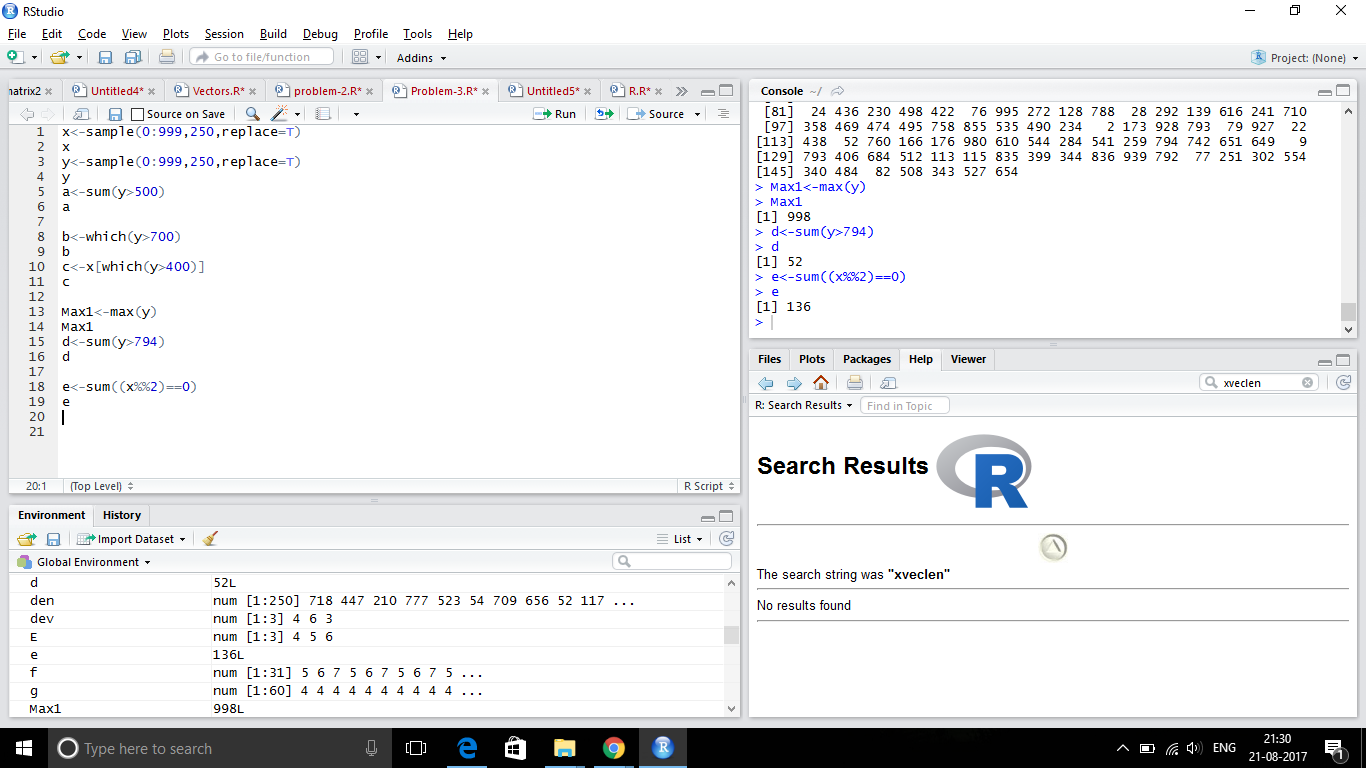 RStudio
File Edit Code View Plots Session Build Debug Profile Tools Help
Go to file/function Addins Project: (None)
natrix2 Untitled4* Vectors.R* problem-2.R* Problem-3.R* Untitled5* R.R*
Source on Save Run Source
1 x<-sample(0:999,250,replace=T)
2 x
3 y<-sample(0:999,250,replace=T)
4 y
5 a<-sum(y>500)
6 a
7
8 b<-which(y>700)
9 b
10 c<-x[which(y>400)]
11 c
12
13 Max1<-max(y)
14 Max1
15 d<-sum(y>794)
16 d
17
18 e<-sum((x%%2)==0)
19 e
20
21
20:1 (Top Level) R Script
Console ~/
[81] 24 436 230 498 422 76 995 272 128 788 28 292 139 616 241 710
[97] 358 469 474 495 758 855 535 490 234 2 173 928 793 79 927 22
[113] 438 52 760 166 176 980 610 544 284 541 259 794 742 651 649 9
[129] 793 406 684 512 113 115 835 399 344 836 939 792 77 251 302 554
[145] 340 484 82 508 343 527 654
> Max1<-max(y)
> Max1
[1] 998
> d<-sum(y>794)
> d
[1] 52
> e<-sum((x%%2)==0)
> e
[1] 136
>
Environment History
Import Dataset List
Global Environment
d 52L
den num [1:250] 718 447 210 777 523 54 709 656 52 117 ...
dev num [1:3] 4 6 3
E num [1:3] 4 5 6
e 136L
f num [1:31] 5 6 7 5 6 7 5 6 7 5 ...
g num [1:60] 4 4 4 4 4 4 4 4 4 4 ...
Max1 998L
Files Plots Packages Help Viewer
xveclen
R: Search Results Find in Topic
Search Results R
The search string was "xveclen"
No results found
Type here to search
ENG 21:30
21-08-2017
1